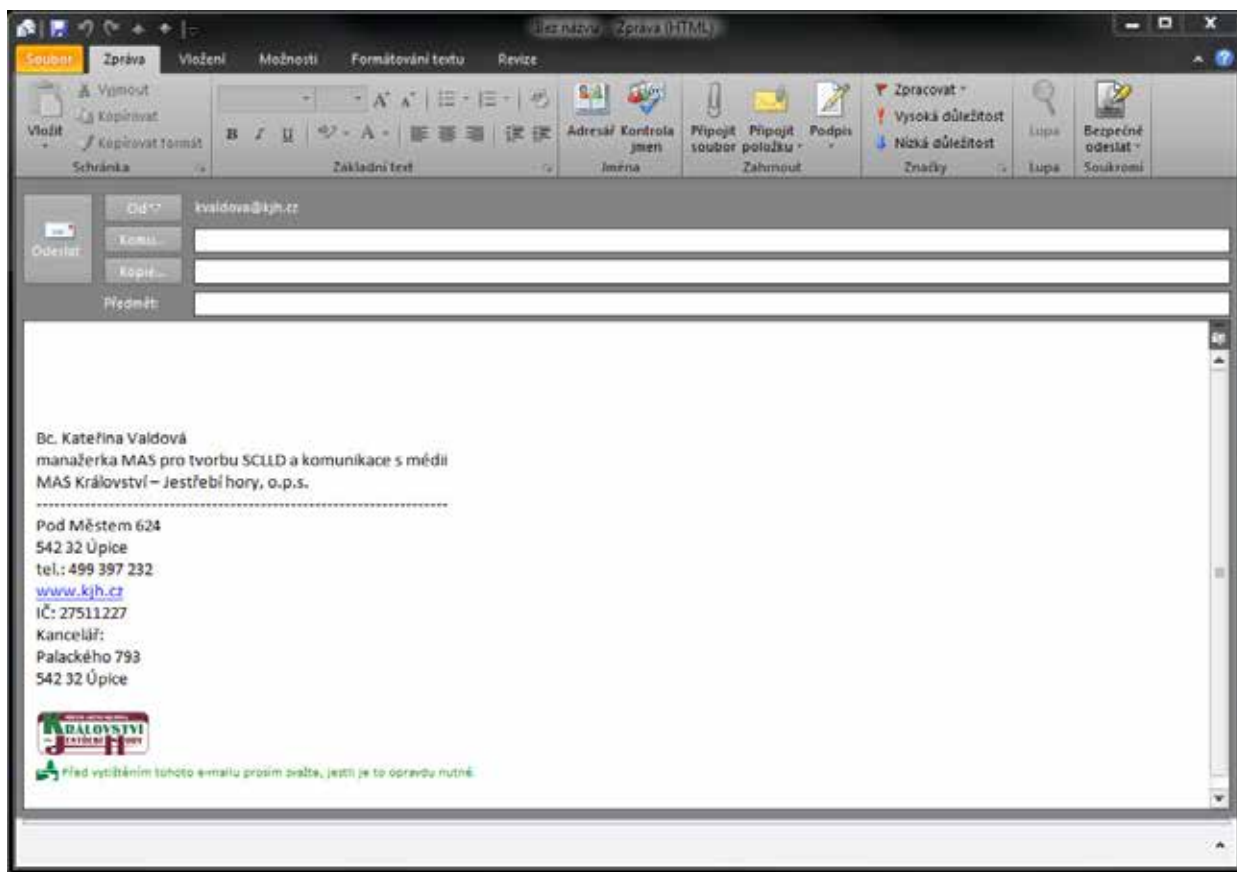 Bez názvu - Zpráva (HTML)
Soubor Zpráva Vložení Možnosti Formátování textu Revize
Vložit
Vyjmout
Kopírovat
Kopírovat formát
Schránka
B I U
Základní text
Adresář Kontrola jmen
Jména
Připojit soubor Připojit položku Podpis
Zahrnout
Zpracovat
Vysoká důležitost
Nízká důležitost
Značky
Lupa
Lupa
Bezpečné odeslat
Soukromí
Odeslat
Od kvaldova@kjh.cz
Komu...
Kopie...
Předmět:
Bc. Kateřina Valdová
manažerka MAS pro tvorbu SCLLD a komunikace s médii
MAS Království – Jestřebí hory, o.p.s.
----------------------------------------------------------------------
Pod Městem 624
542 32 Úpice
tel.: 499 397 232
www.kjh.cz
IČ: 27511227
Kancelář:
Palackého 793
542 32 Úpice
KRÁLOVSTVÍ
JESTŘEBÍ HORY
Před vytištěním tohoto e-mailu prosím zvažte, jestli je to opravdu nutné.